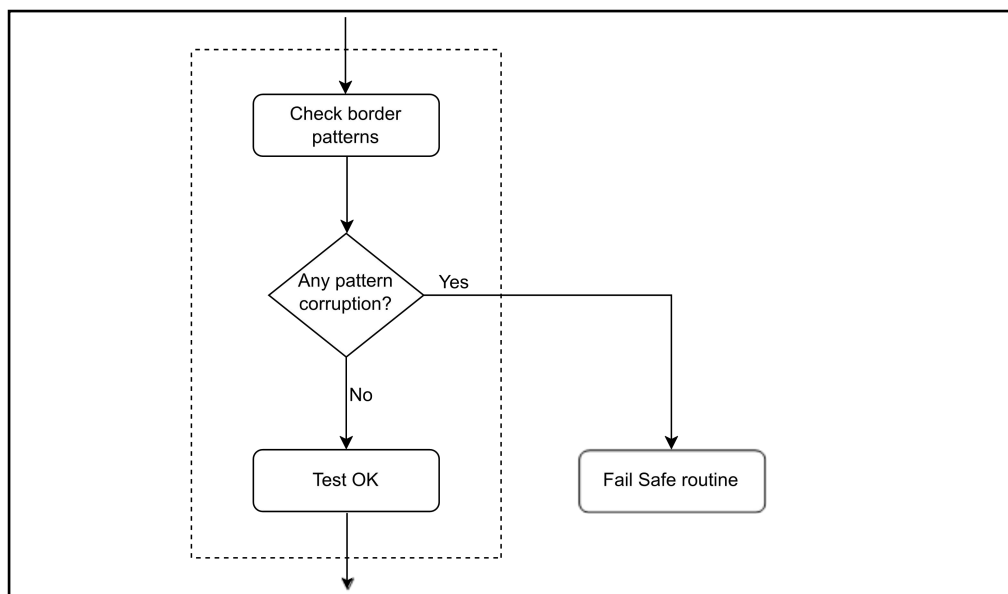 Check border
patterns
Any pattern
corruption?
Yes
No
Test OK
Fail Safe routine